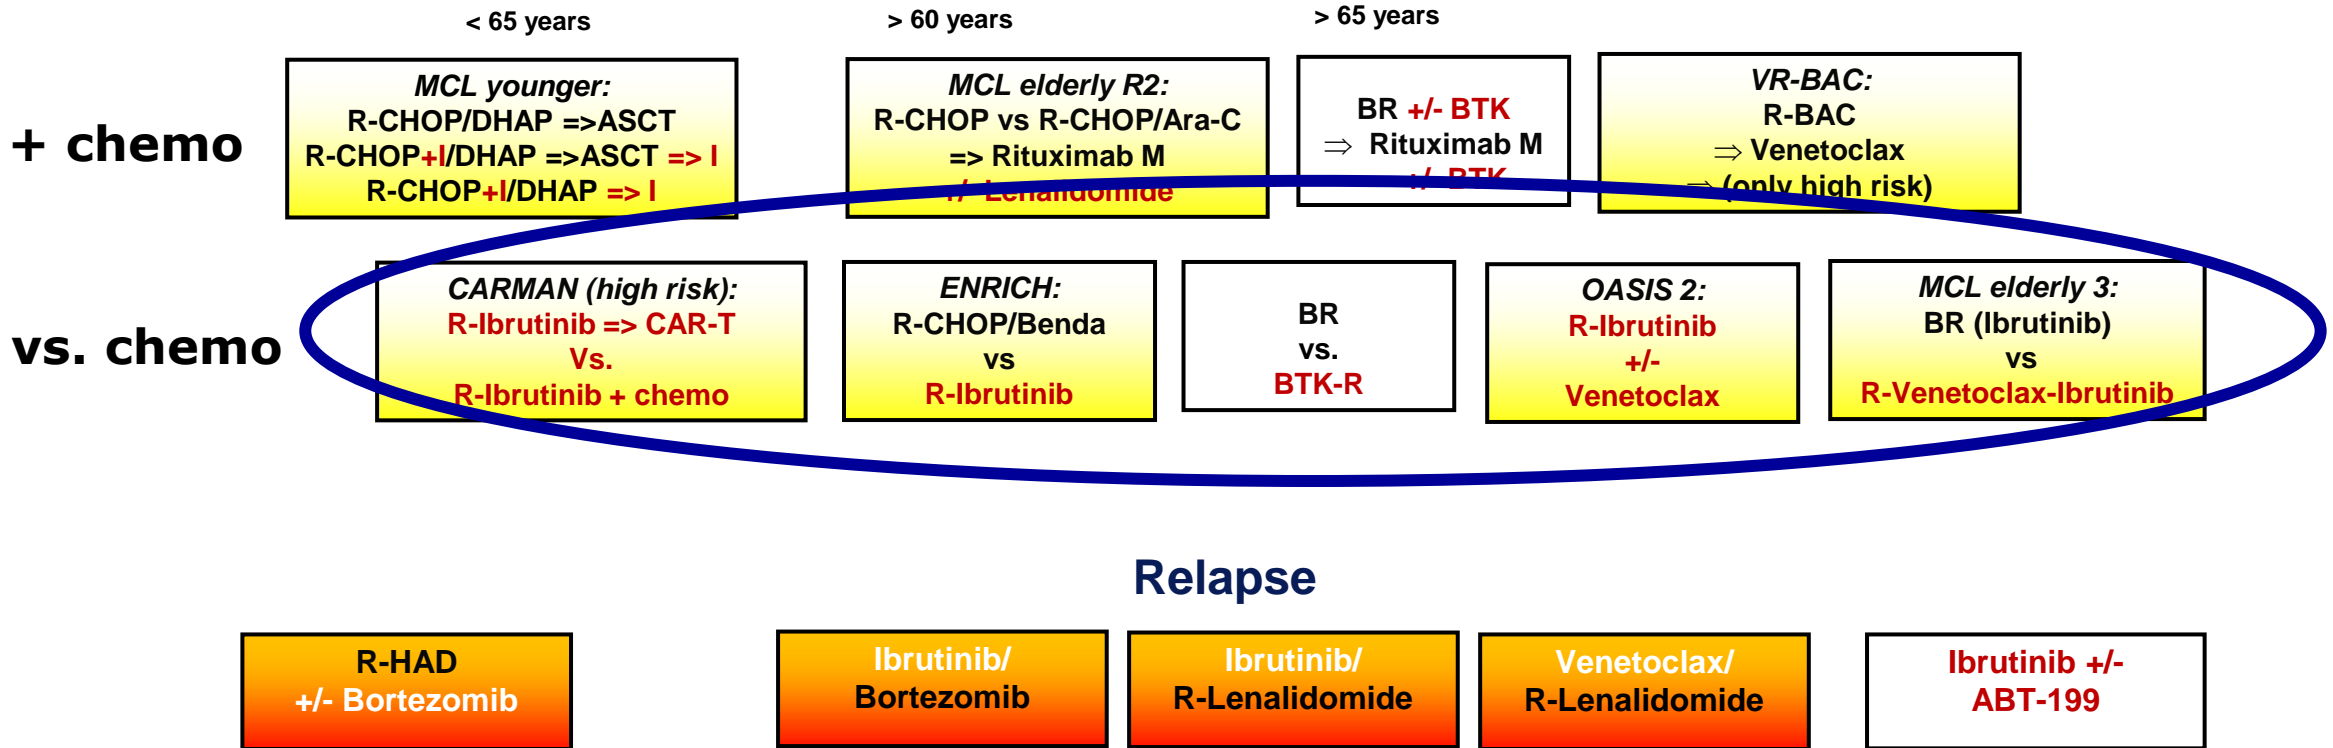 < 65 years
> 60 years
> 65 years
+ chemo
MCL younger:
R-CHOP/DHAP =>ASCT
R-CHOP+I/DHAP =>ASCT => I
R-CHOP+I/DHAP => I
MCL elderly R2:
R-CHOP vs R-CHOP/Ara-C
=> Rituximab M
+/- Lenalidomide
BR +/- BTK
⇒ Rituximab M
+/- BTK
VR-BAC:
R-BAC
⇒ Venetoclax
⇒ (only high risk)
vs. chemo
CARMAN (high risk):
R-Ibrutinib => CAR-T
Vs.
R-Ibrutinib + chemo
ENRICH:
R-CHOP/Benda
vs
R-Ibrutinib
BR
vs.
BTK-R
OASIS 2:
R-Ibrutinib
+/-
Venetoclax
MCL elderly 3:
BR (Ibrutinib)
vs
R-Venetoclax-Ibrutinib
Relapse
R-HAD
+/- Bortezomib
Ibrutinib/
Bortezomib
Ibrutinib/
R-Lenalidomide
Venetoclax/
R-Lenalidomide
Ibrutinib +/-
ABT-199